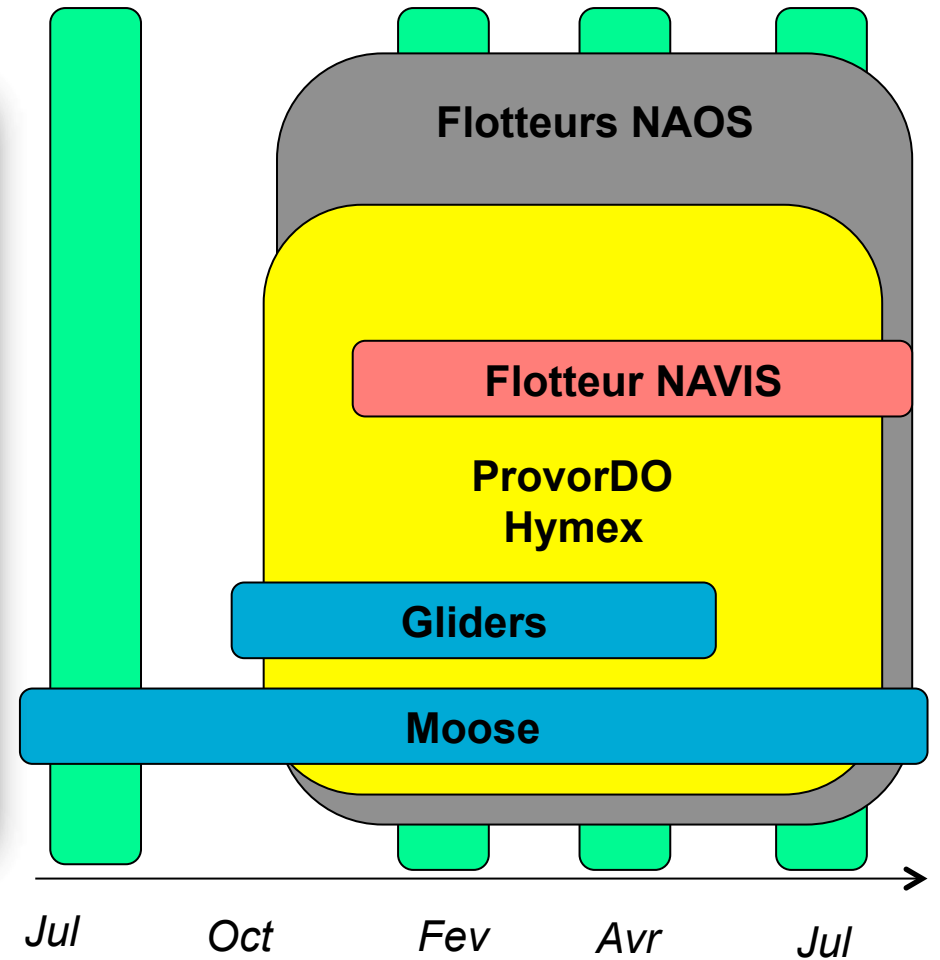 Flotteurs NAOS
Flotteur NAVIS
ProvorDO
Hymex
Gliders
Moose
Jul
Oct
Fev
Avr
Jul